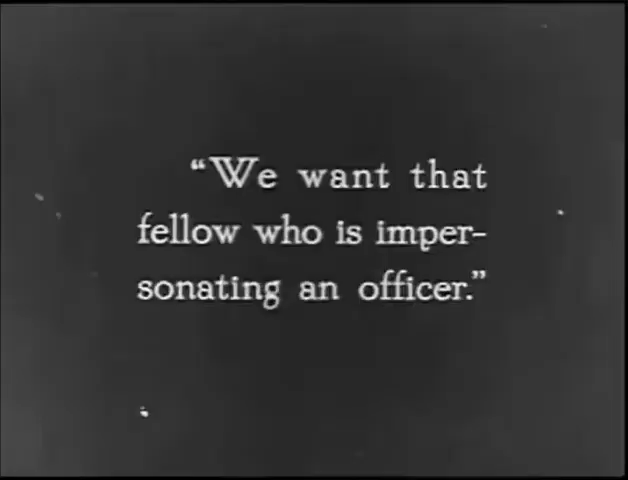 “We want that
fellow who is imper-
sonating an officer.”